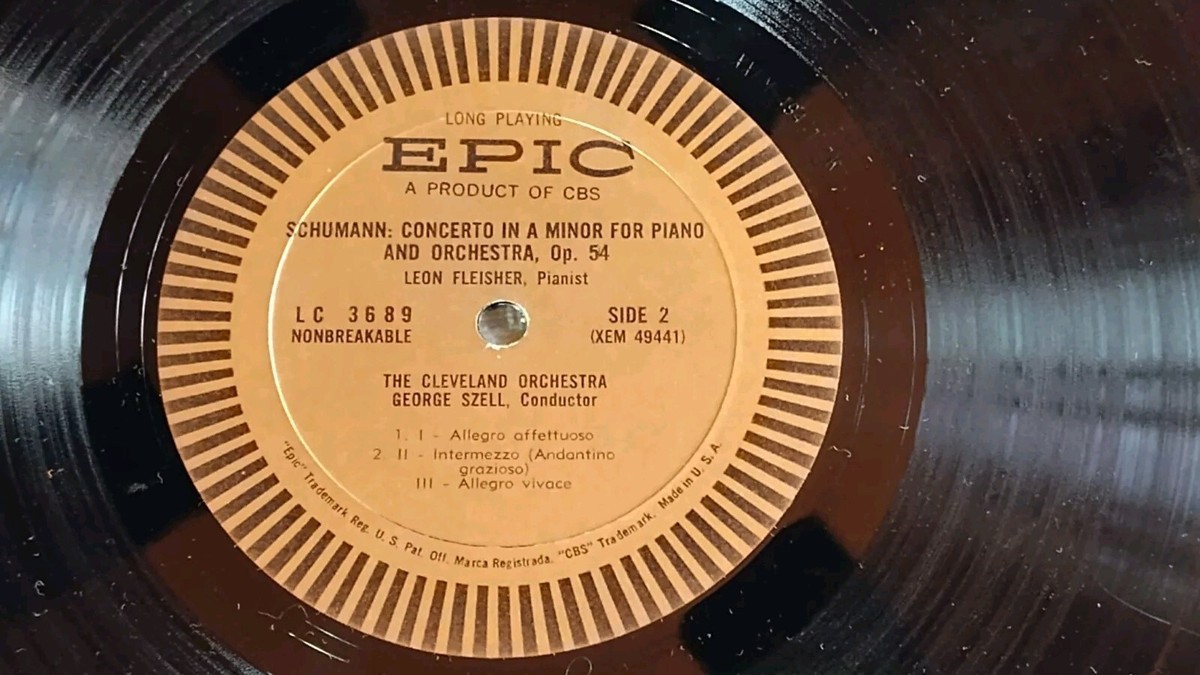 LONG PLAYING
EPIC
A PRODUCT OF CBS
SCHUMANN: CONCERTO IN A MINOR FOR PIANO
AND ORCHESTRA, Op. 54
LEON FLEISHER, Pianist
LC 3689
NONBREAKABLE
SIDE 2
(XEM 49441)
THE CLEVELAND ORCHESTRA
GEORGE SZELL, Conductor
1. I - Allegro affettuoso
2. II - Intermezzo (Andantino
grazioso)
III - Allegro vivace
"Epic" Trademark Reg. U. S. Pat. Off. Marca Registrada. "CBS" Trademark. Made in U. S. A.